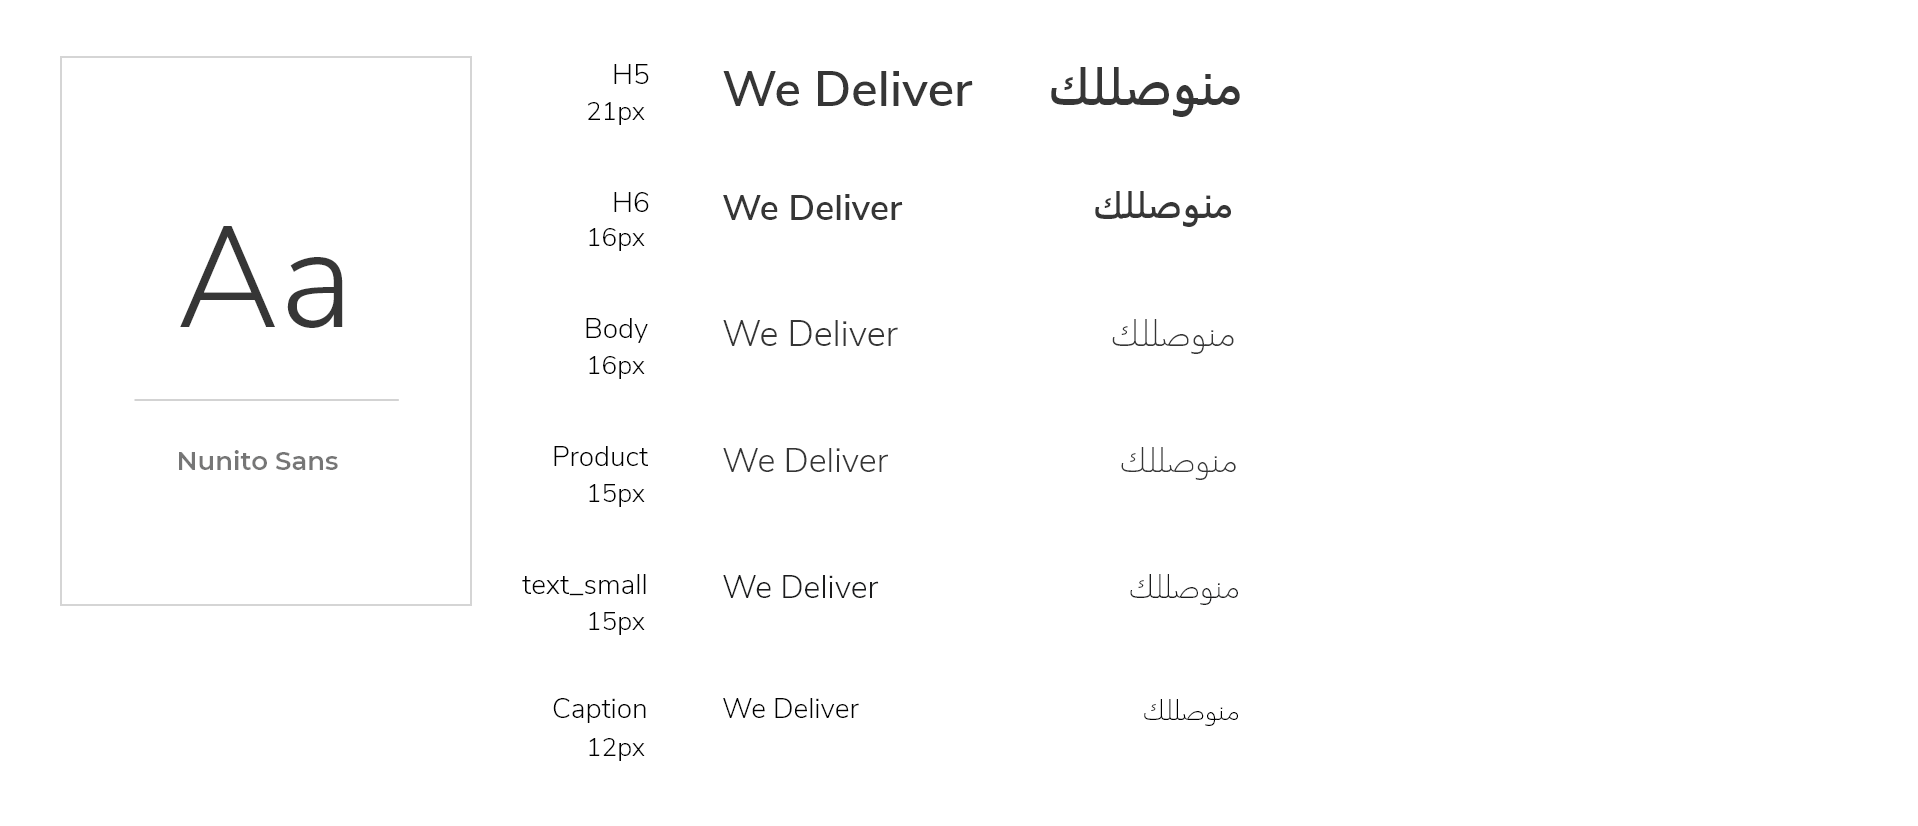 Aa
Nunito Sans
H5
21px
We Deliver
منوصللك
H6
16px
We Deliver
منوصللك
Body
16px
We Deliver
منوصللك
Product
15px
We Deliver
منوصللك
text_small
15px
We Deliver
منوصللك
Caption
12px
We Deliver
منوصللك